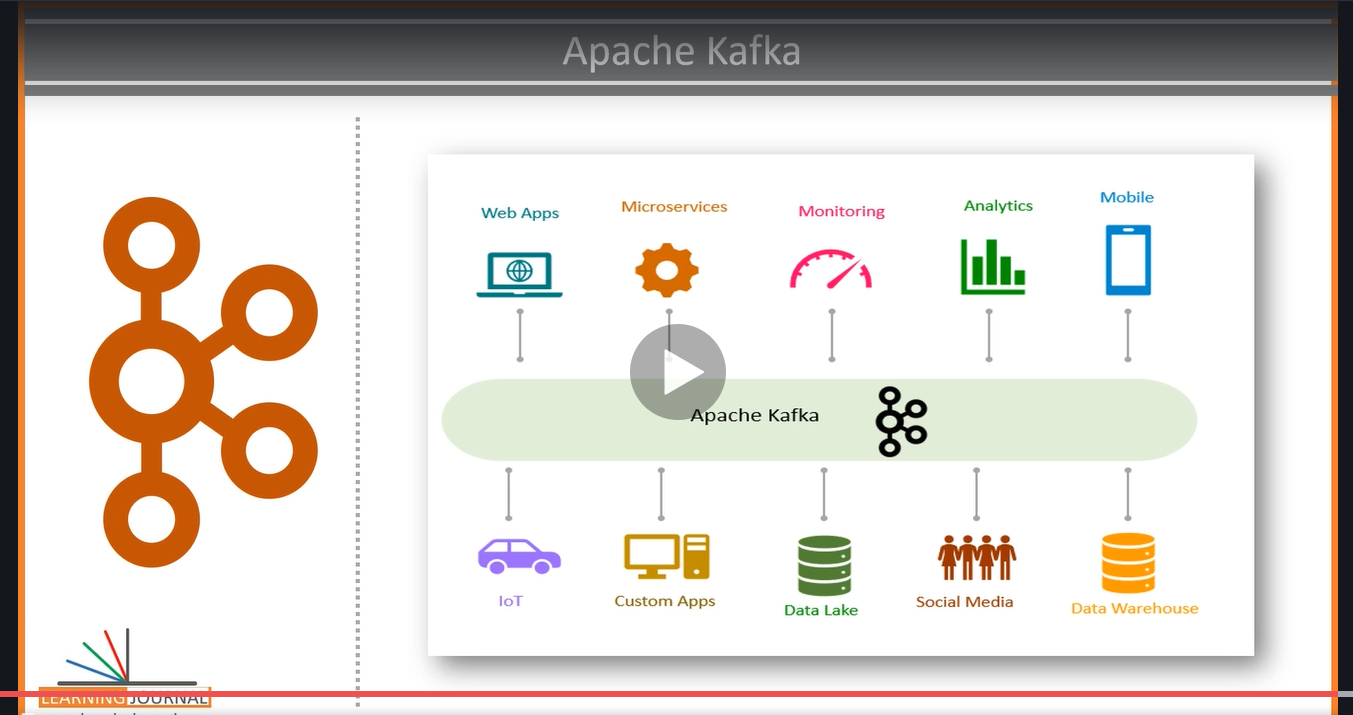 Apache Kafka
Web Apps
Microservices
Monitoring
Analytics
Mobile
Apache Kafka
IoT
Custom Apps
Data Lake
Social Media
Data Warehouse
LEARNING JOURNAL